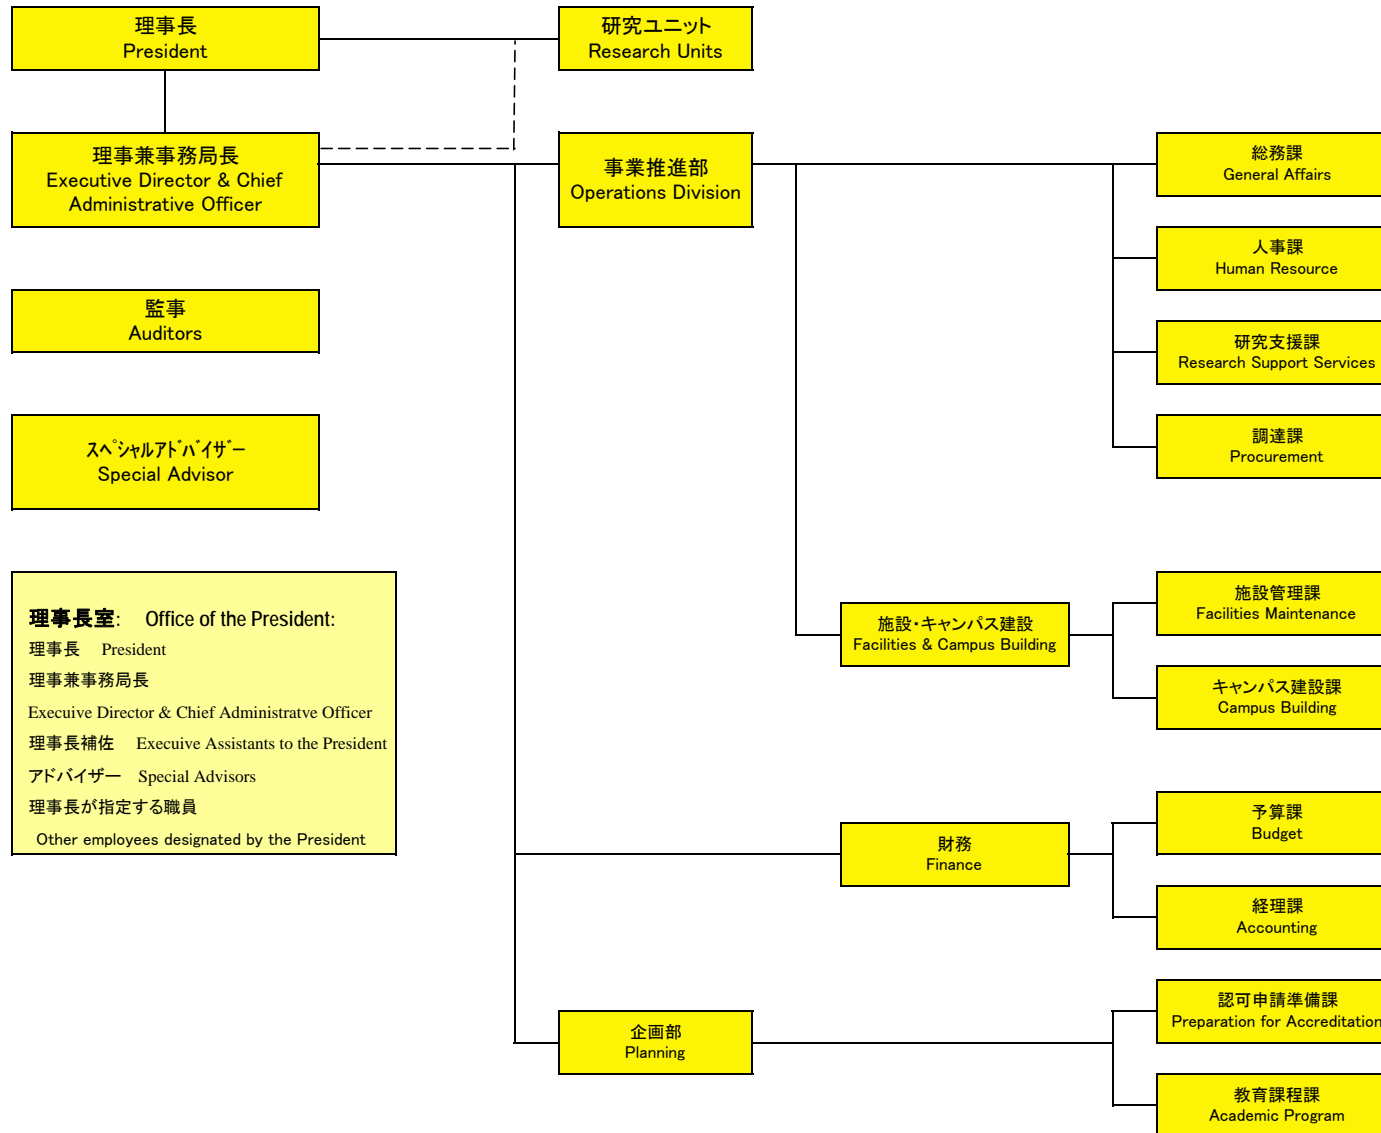 理事長
President
研究ユニット
Research Units
理事兼事務局長
Executive Director & Chief
Administrative Officer
事業推進部
Operations Division
総務課
General Affairs
人事課
Human Resource
監事
Auditors
研究支援課
Research Support Services
スペシャルアドバイザー
Special Advisor
調達課
Procurement
理事長室: Office of the President:
理事長 President
理事兼事務局長
Execuive Director & Chief Administratve Officer
理事長補佐 Execuive Assistants to the President
アドバイザー Special Advisors
理事長が指定する職員
Other employees designated by the President
施設・キャンパス建設
Facilities & Campus Building
施設管理課
Facilities Maintenance
キャンパス建設課
Campus Building
財務
Finance
予算課
Budget
経理課
Accounting
企画部
Planning
認可申請準備課
Preparation for Accreditation
教育課程課
Academic Program